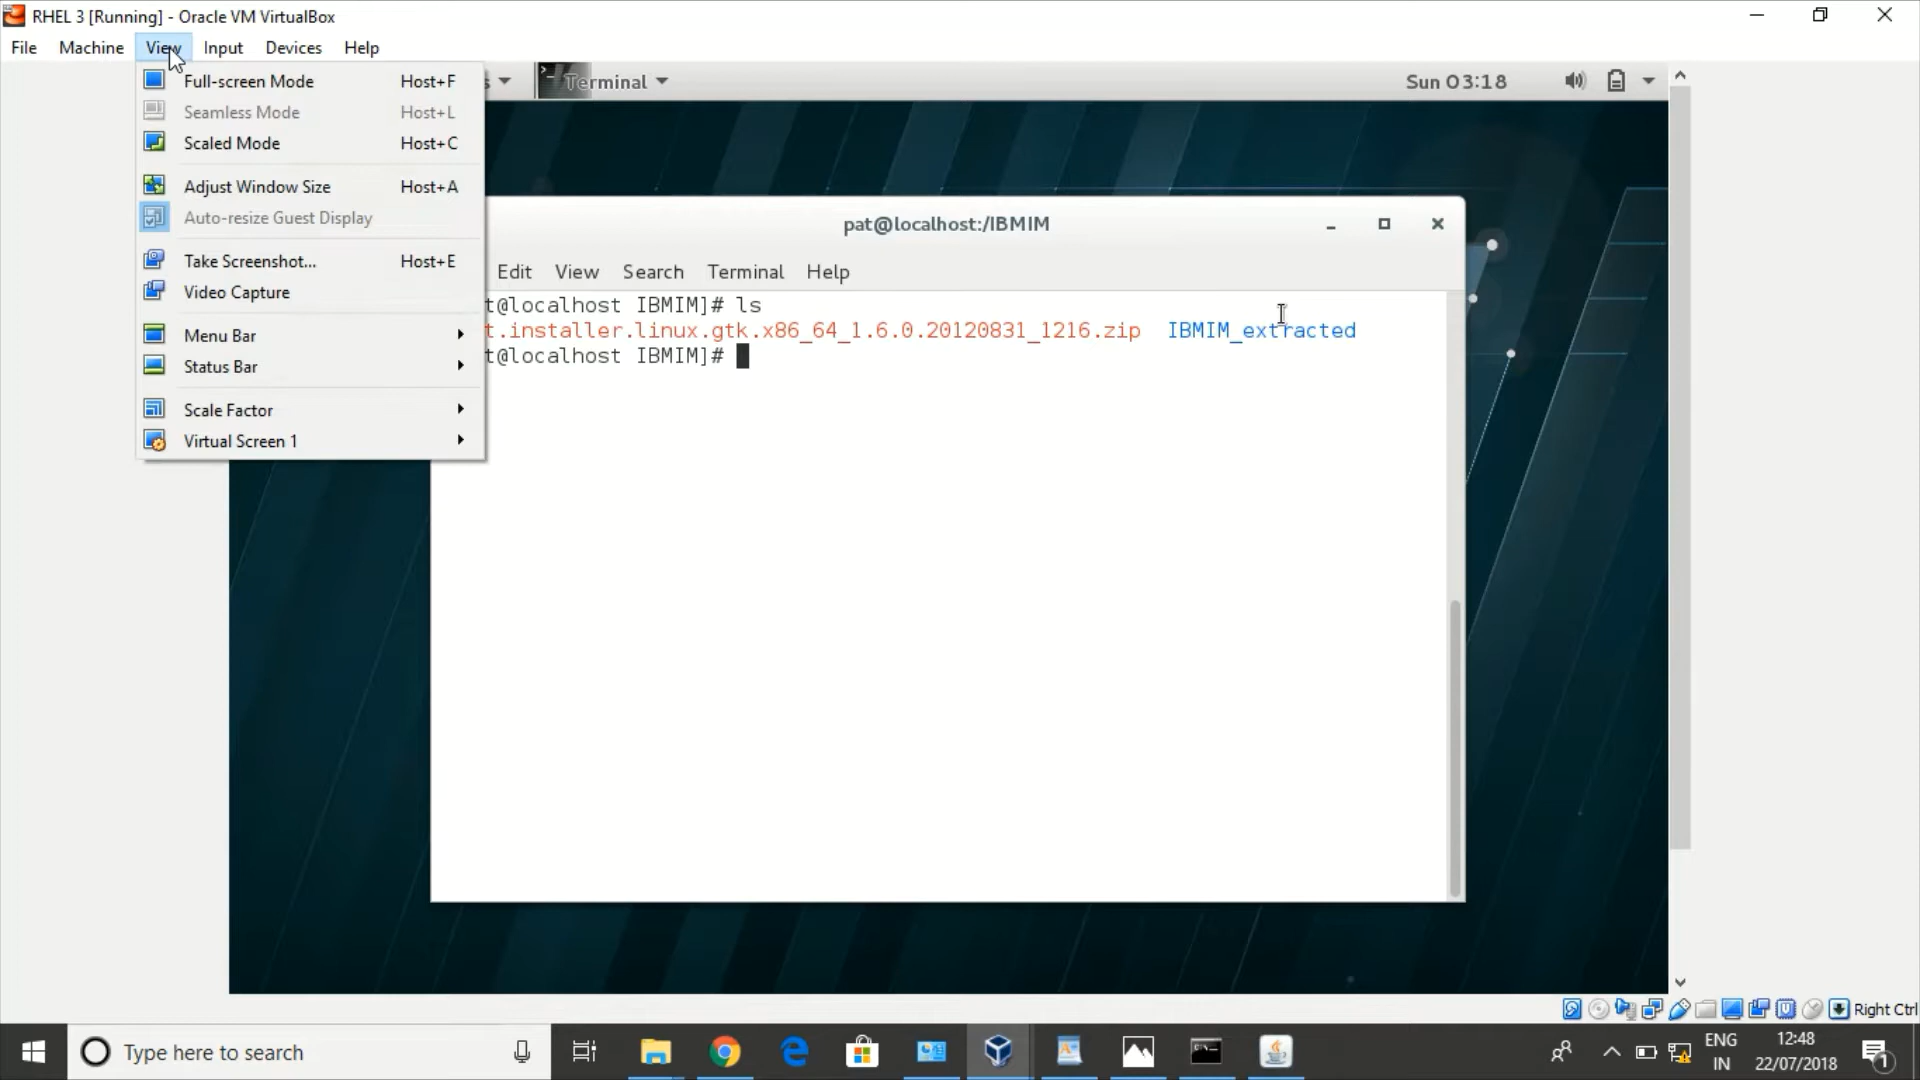 RHEL 3 [Running] - Oracle VM VirtualBox
File Machine View Input Devices Help
Full-screen Mode Host+F
Seamless Mode Host+L
Scaled Mode Host+C
Adjust Window Size Host+A
Auto-resize Guest Display
Take Screenshot... Host+E
Video Capture
Menu Bar
Status Bar
Scale Factor
Virtual Screen 1
s Terminal Sun 03:18
pat@localhost:/IBMIM
Edit View Search Terminal Help
t@localhost IBMIM]# ls
t.installer.linux.gtk.x86_64_1.6.0.20120831_1216.zip IBMIM_extracted
t@localhost IBMIM]#
Right Ctrl
Type here to search
ENG
IN
12:48
22/07/2018
1